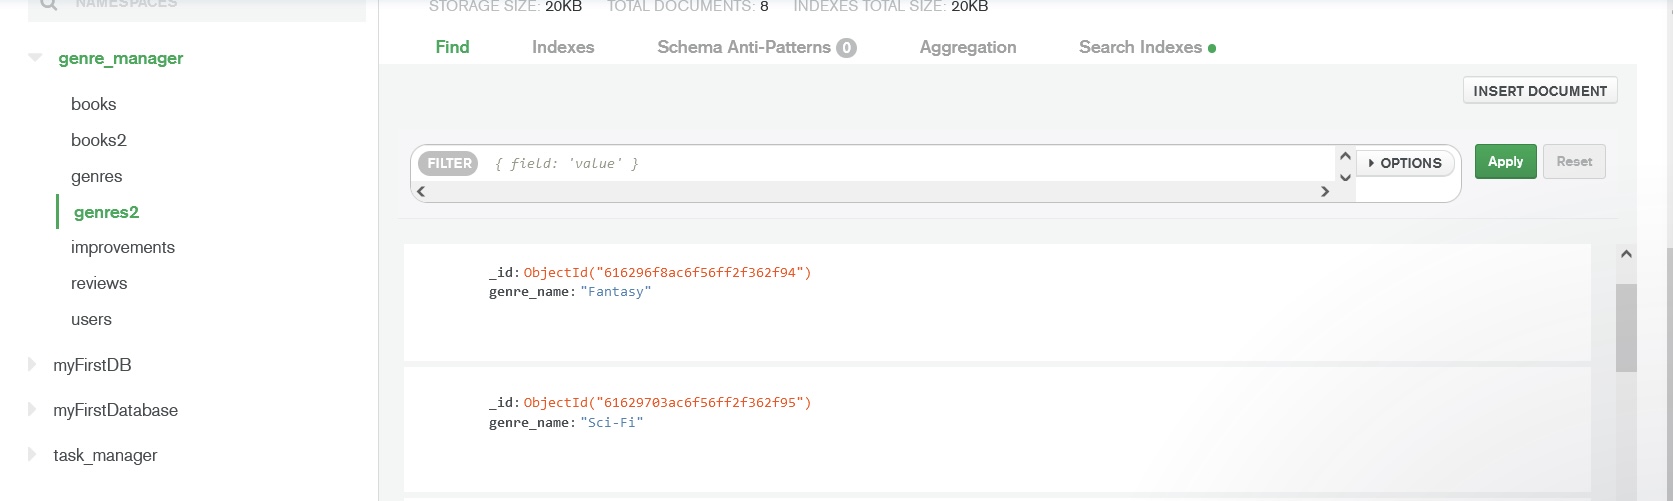 NAMESPACES
genre_manager
books
books2
genres
genres2
improvements
reviews
users
myFirstDB
myFirstDatabase
task_manager
STORAGE SIZE: 20KB TOTAL DOCUMENTS: 8 INDEXES TOTAL SIZE: 20KB
Find Indexes Schema Anti-Patterns 0 Aggregation Search Indexes
INSERT DOCUMENT
FILTER { field: 'value' } OPTIONS Apply Reset
_id: ObjectId("616296f8ac6f56ff2f362f94")
genre_name: "Fantasy"
_id: ObjectId("61629703ac6f56ff2f362f95")
genre_name: "Sci-Fi"